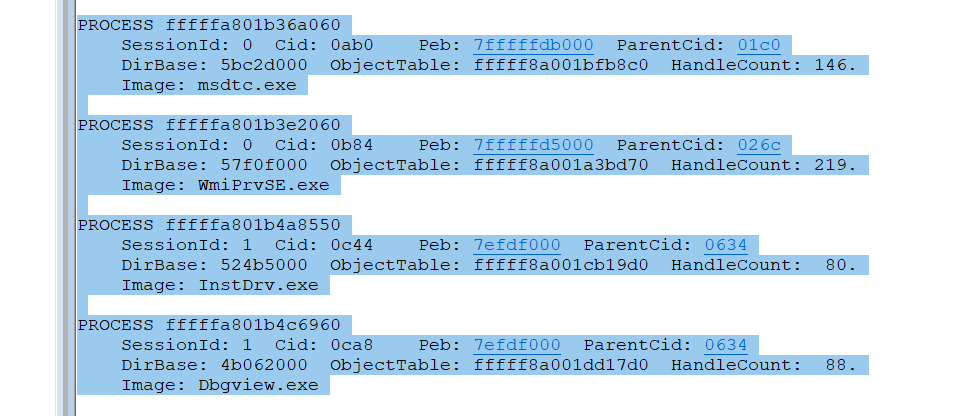 PROCESS fffffa801b36a060
SessionId: 0 Cid: 0ab0 Peb: 7fffffdb000 ParentCid: 01c0
DirBase: 5bc2d000 ObjectTable: fffff8a001bfb8c0 HandleCount: 146.
Image: msdtc.exe
PROCESS fffffa801b3e2060
SessionId: 0 Cid: 0b84 Peb: 7fffffd5000 ParentCid: 026c
DirBase: 57f0f000 ObjectTable: fffff8a001a3bd70 HandleCount: 219.
Image: WmiPrvSE.exe
PROCESS fffffa801b4a8550
SessionId: 1 Cid: 0c44 Peb: 7efdf000 ParentCid: 0634
DirBase: 524b5000 ObjectTable: fffff8a001cb19d0 HandleCount: 80.
Image: InstDrv.exe
PROCESS fffffa801b4c6960
SessionId: 1 Cid: 0ca8 Peb: 7efdf000 ParentCid: 0634
DirBase: 4b062000 ObjectTable: fffff8a001dd17d0 HandleCount: 88.
Image: Dbgview.exe